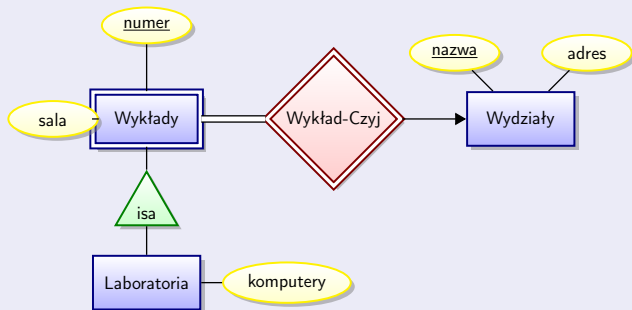 numer
nazwa
adres
sala
Wykłady
Wykład-Czyj
Wydziały
isa
Laboratoria
komputery